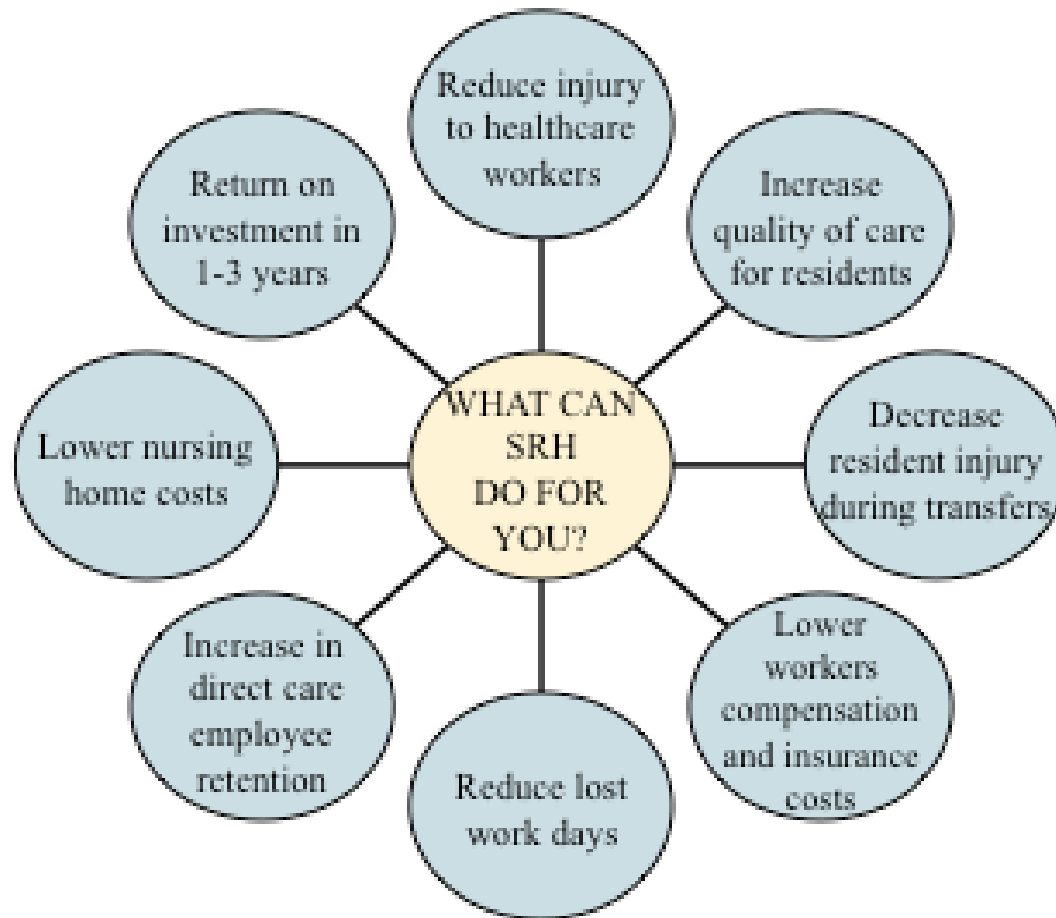 Reduce injury
to healthcare
workers
Increase
quality of care
for residents
Decrease
resident injury
during transfers
Lower
workers
compensation
and insurance
costs
Reduce lost
work days
Increase in
direct care
employee
retention
Lower nursing
home costs
Return on
investment in
1-3 years
WHAT CAN
SRH
DO FOR
YOU?